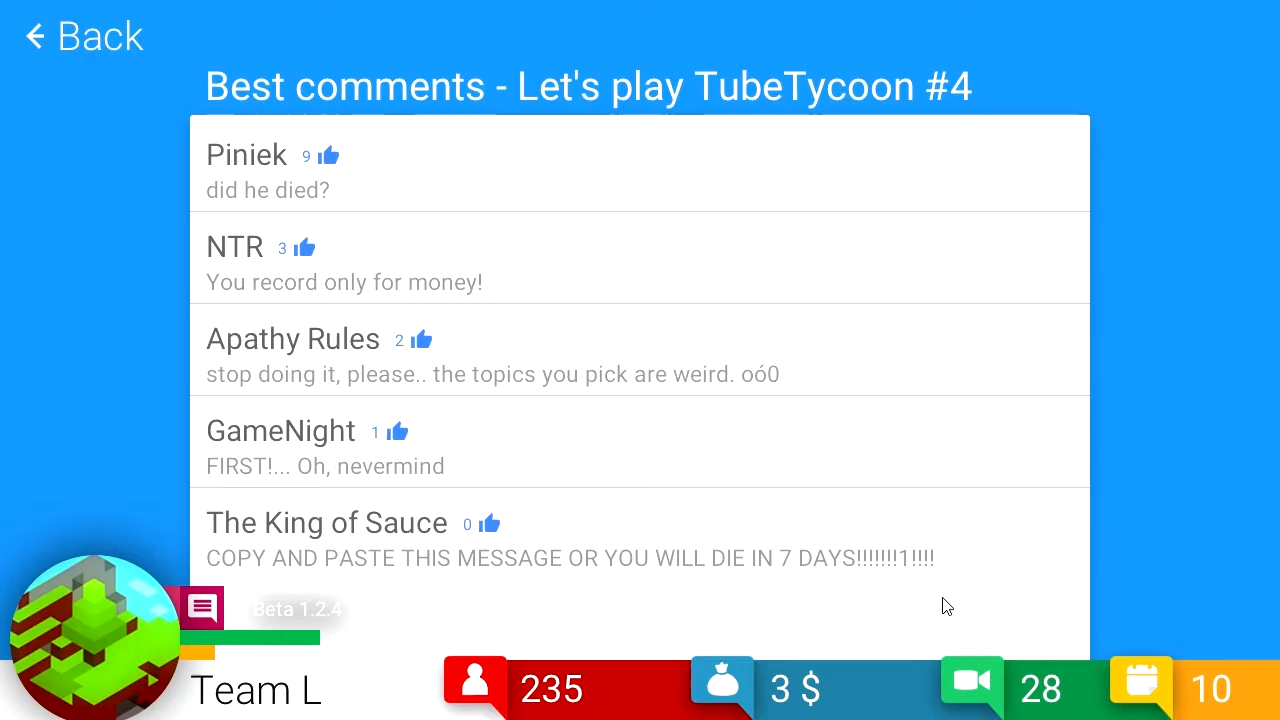 Back
Best comments - Let's play TubeTycoon #4
Piniek 9
did he died?
NTR 3
You record only for money!
Apathy Rules 2
stop doing it, please.. the topics you pick are weird. oó0
GameNight 1
FIRST!... Oh, nevermind
The King of Sauce 0
COPY AND PASTE THIS MESSAGE OR YOU WILL DIE IN 7 DAYS!!!!!!!1!!!!
Beta 1.2.4
Team L
235
3 $
28
10